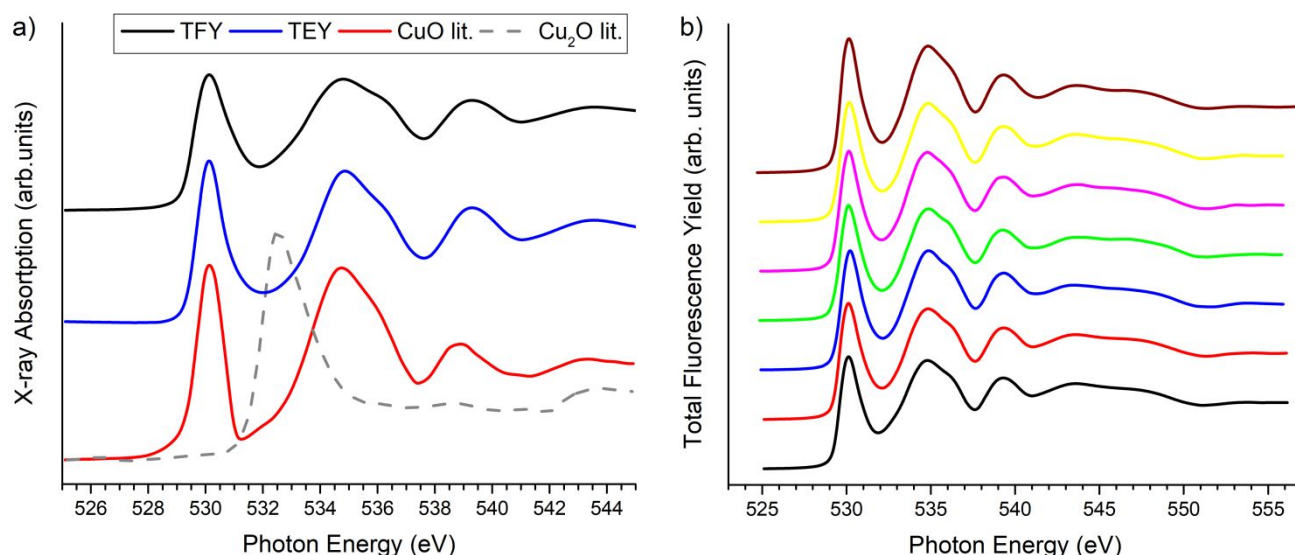 a)
TFY TEY CuO lit. Cu₂O lit.
X-ray Absortption (arb.units)
526 528 530 532 534 536 538 540 542 544
Photon Energy (eV)
b)
Total Fluorescence Yield (arb. units)
525 530 535 540 545 550 555
Photon Energy (eV)